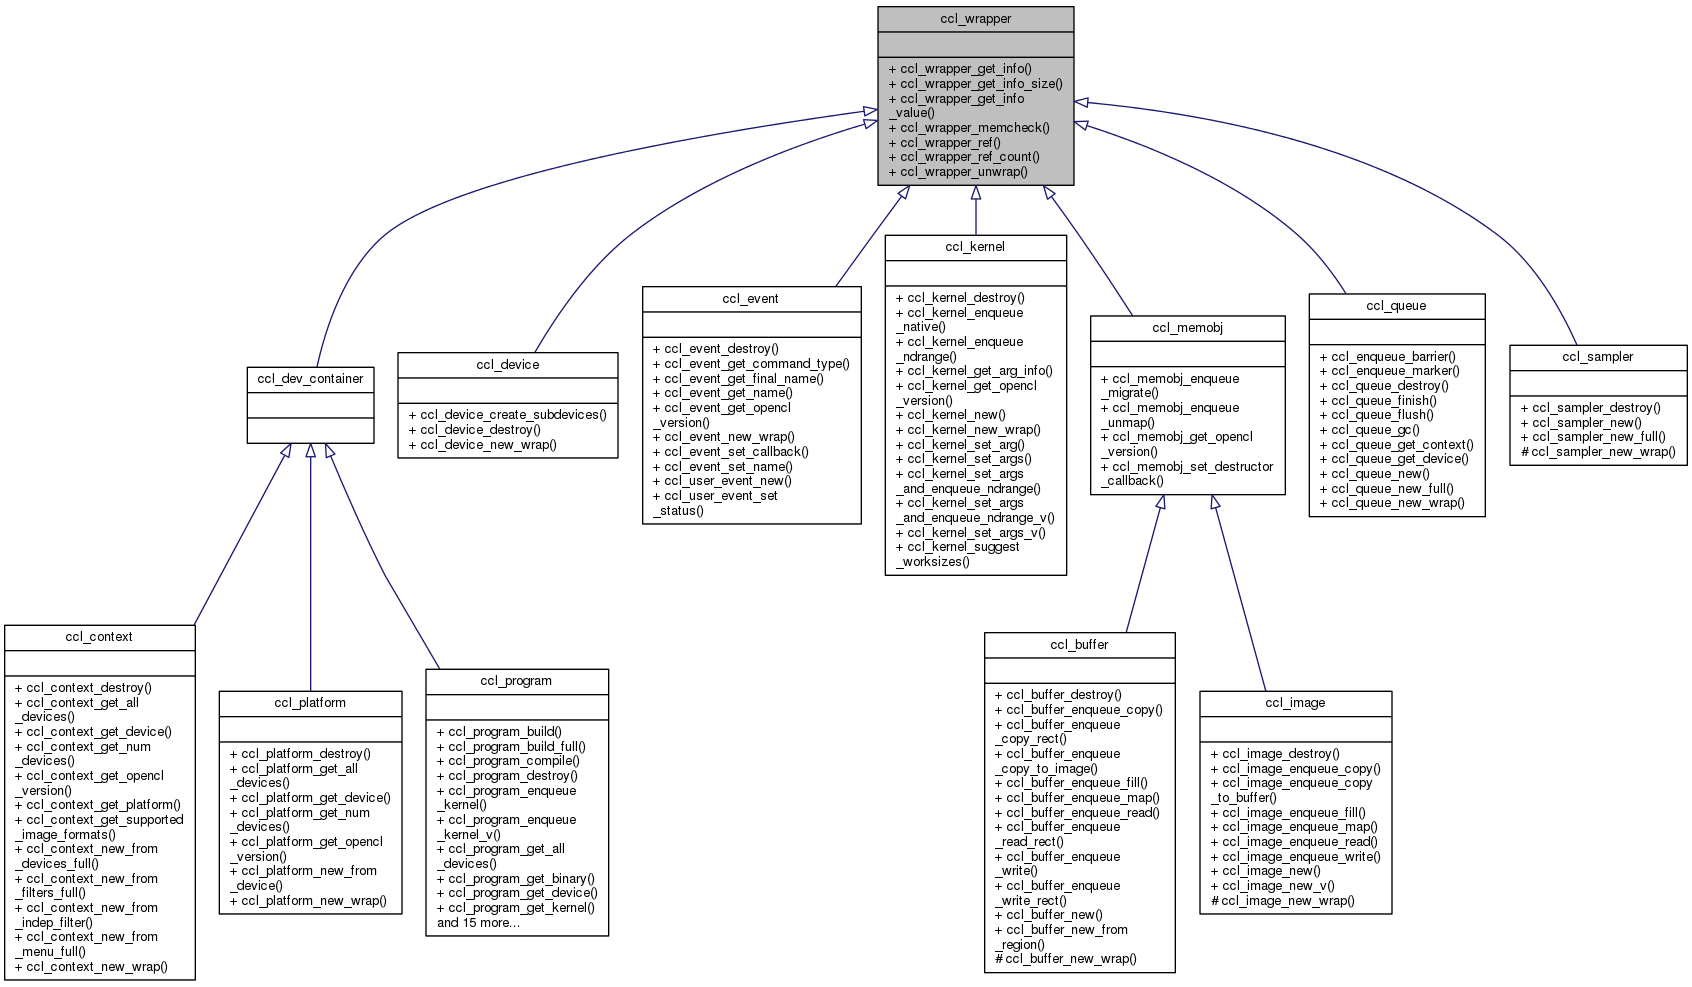 ccl_wrapper
+ ccl_wrapper_get_info()
+ ccl_wrapper_get_info_size()
+ ccl_wrapper_get_info
_value()
+ ccl_wrapper_memcheck()
+ ccl_wrapper_ref()
+ ccl_wrapper_ref_count()
+ ccl_wrapper_unwrap()
ccl_dev_container
ccl_device
+ ccl_device_create_subdevices()
+ ccl_device_destroy()
+ ccl_device_new_wrap()
ccl_event
+ ccl_event_destroy()
+ ccl_event_get_command_type()
+ ccl_event_get_final_name()
+ ccl_event_get_name()
+ ccl_event_get_opencl
_version()
+ ccl_event_new_wrap()
+ ccl_event_set_callback()
+ ccl_event_set_name()
+ ccl_user_event_new()
+ ccl_user_event_set
_status()
ccl_kernel
+ ccl_kernel_destroy()
+ ccl_kernel_enqueue
_native()
+ ccl_kernel_enqueue
_ndrange()
+ ccl_kernel_get_arg_info()
+ ccl_kernel_get_opencl
_version()
+ ccl_kernel_new()
+ ccl_kernel_new_wrap()
+ ccl_kernel_set_arg()
+ ccl_kernel_set_args()
+ ccl_kernel_set_args
_and_enqueue_ndrange()
+ ccl_kernel_set_args
_and_enqueue_ndrange_v()
+ ccl_kernel_set_args_v()
+ ccl_kernel_suggest
_worksizes()
ccl_memobj
+ ccl_memobj_enqueue
_migrate()
+ ccl_memobj_enqueue
_unmap()
+ ccl_memobj_get_opencl
_version()
+ ccl_memobj_set_destructor
_callback()
ccl_queue
+ ccl_enqueue_barrier()
+ ccl_enqueue_marker()
+ ccl_queue_destroy()
+ ccl_queue_finish()
+ ccl_queue_flush()
+ ccl_queue_gc()
+ ccl_queue_get_context()
+ ccl_queue_get_device()
+ ccl_queue_new()
+ ccl_queue_new_full()
+ ccl_queue_new_wrap()
ccl_sampler
+ ccl_sampler_destroy()
+ ccl_sampler_new()
+ ccl_sampler_new_full()
# ccl_sampler_new_wrap()
ccl_context
+ ccl_context_destroy()
+ ccl_context_get_all
_devices()
+ ccl_context_get_device()
+ ccl_context_get_num
_devices()
+ ccl_context_get_opencl
_version()
+ ccl_context_get_platform()
+ ccl_context_get_supported
_image_formats()
+ ccl_context_new_from
_devices_full()
+ ccl_context_new_from
_filters_full()
+ ccl_context_new_from
_indep_filter()
+ ccl_context_new_from
_menu_full()
+ ccl_context_new_wrap()
ccl_platform
+ ccl_platform_destroy()
+ ccl_platform_get_all
_devices()
+ ccl_platform_get_device()
+ ccl_platform_get_num
_devices()
+ ccl_platform_get_opencl
_version()
+ ccl_platform_new_from
_device()
+ ccl_platform_new_wrap()
ccl_program
+ ccl_program_build()
+ ccl_program_build_full()
+ ccl_program_compile()
+ ccl_program_destroy()
+ ccl_program_enqueue
_kernel()
+ ccl_program_enqueue
_kernel_v()
+ ccl_program_get_all
_devices()
+ ccl_program_get_binary()
+ ccl_program_get_device()
+ ccl_program_get_kernel()
and 15 more...
ccl_buffer
+ ccl_buffer_destroy()
+ ccl_buffer_enqueue_copy()
+ ccl_buffer_enqueue
_copy_rect()
+ ccl_buffer_enqueue
_copy_to_image()
+ ccl_buffer_enqueue_fill()
+ ccl_buffer_enqueue_map()
+ ccl_buffer_enqueue_read()
+ ccl_buffer_enqueue
_read_rect()
+ ccl_buffer_enqueue
_write()
+ ccl_buffer_enqueue
_write_rect()
+ ccl_buffer_new()
+ ccl_buffer_new_from
_region()
# ccl_buffer_new_wrap()
ccl_image
+ ccl_image_destroy()
+ ccl_image_enqueue_copy()
+ ccl_image_enqueue_copy
_to_buffer()
+ ccl_image_enqueue_fill()
+ ccl_image_enqueue_map()
+ ccl_image_enqueue_read()
+ ccl_image_enqueue_write()
+ ccl_image_new()
+ ccl_image_new_v()
# ccl_image_new_wrap()